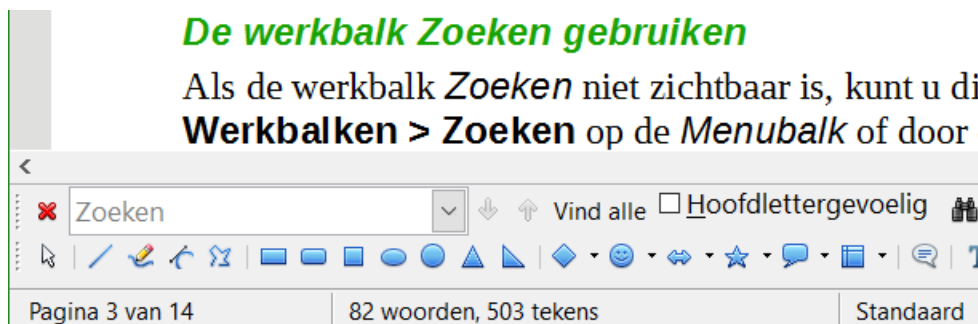 De werkbalk Zoeken gebruiken
Als de werkbalk Zoeken niet zichtbaar is, kunt u di
Werkbalken > Zoeken op de Menubalk of door
Zoeken Vind alle Hoofdlettergevoelig
Pagina 3 van 14 82 woorden, 503 tekens Standaard